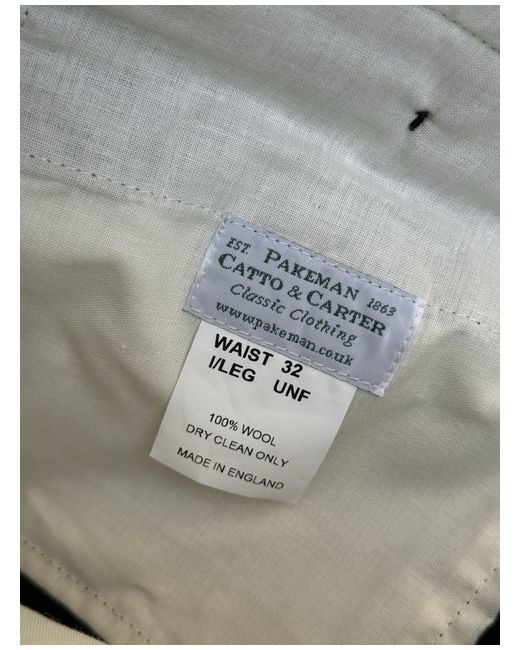 EST. PAKEMAN 1863
CATTO & CARTER
Classic Clothing
www.pakeman.co.uk
WAIST 32
I/LEG UNF
100% WOOL
DRY CLEAN ONLY
MADE IN ENGLAND